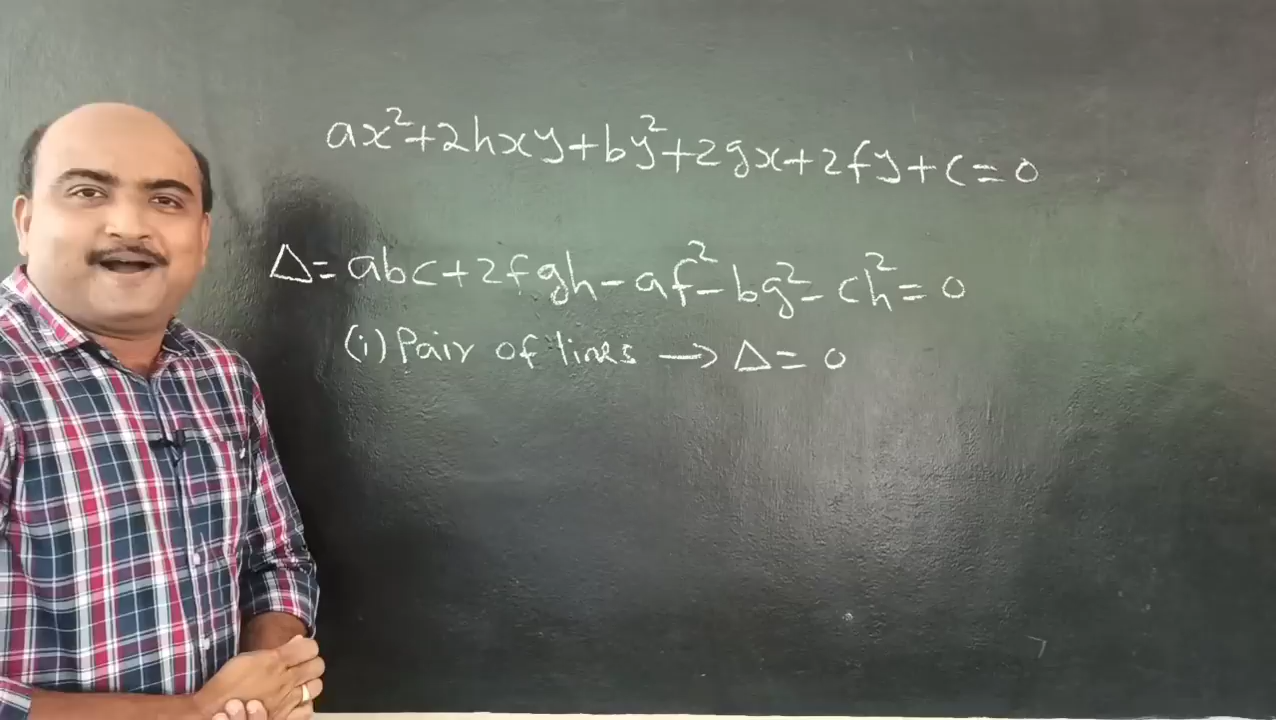 ax²+2hxy+by²+2gx+2fy+c=0
Δ=abc+2fgh-af²-bg²-ch²=0
(i) Pair of lines → Δ=0